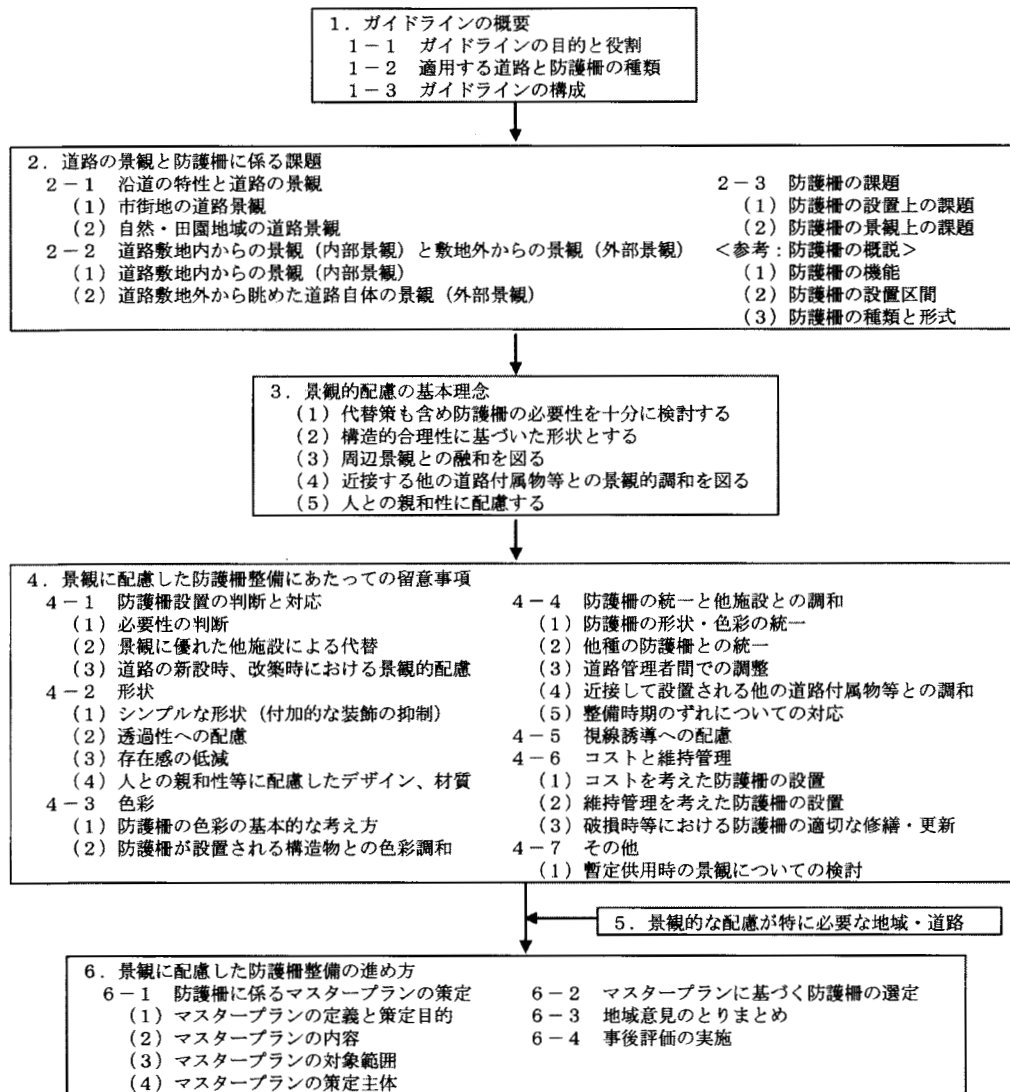 1．ガイドラインの概要
1－1　ガイドラインの目的と役割
1－2　適用する道路と防護柵の種類
1－3　ガイドラインの構成
2．道路の景観と防護柵に係る課題
2－1　沿道の特性と道路の景観
（1）市街地の道路景観
（2）自然・田園地域の道路景観
2－2　道路敷地内からの景観（内部景観）と敷地外からの景観（外部景観）
（1）道路敷地内からの景観（内部景観）
（2）道路敷地外から眺めた道路自体の景観（外部景観）
2－3　防護柵の課題
（1）防護柵の設置上の課題
（2）防護柵の景観上の課題
＜参考：防護柵の概説＞
（1）防護柵の機能
（2）防護柵の設置区間
（3）防護柵の種類と形式
3．景観的配慮の基本理念
（1）代替策も含め防護柵の必要性を十分に検討する
（2）構造的合理性に基づいた形状とする
（3）周辺景観との融和を図る
（4）近接する他の道路付属物等との景観的調和を図る
（5）人との親和性に配慮する
4．景観に配慮した防護柵整備にあたっての留意事項
4－1　防護柵設置の判断と対応
（1）必要性の判断
（2）景観に優れた他施設による代替
（3）道路の新設時、改築時における景観的配慮
4－2　形状
（1）シンプルな形状（付加的な装飾の抑制）
（2）透過性への配慮
（3）存在感の低減
（4）人との親和性等に配慮したデザイン、材質
4－3　色彩
（1）防護柵の色彩の基本的な考え方
（2）防護柵が設置される構造物との色彩調和
4－4　防護柵の統一と他施設との調和
（1）防護柵の形状・色彩の統一
（2）他種の防護柵との統一
（3）道路管理者間での調整
（4）近接して設置される他の道路付属物等との調和
（5）整備時期のずれについての対応
4－5　視線誘導への配慮
4－6　コストと維持管理
（1）コストを考えた防護柵の設置
（2）維持管理を考えた防護柵の設置
（3）破損時等における防護柵の適切な修繕・更新
4－7　その他
（1）暫定供用時の景観についての検討
5．景観的な配慮が特に必要な地域・道路
6．景観に配慮した防護柵整備の進め方
6－1　防護柵に係るマスタープランの策定
（1）マスタープランの定義と策定目的
（2）マスタープランの内容
（3）マスタープランの対象範囲
（4）マスタープランの策定主体
6－2　マスタープランに基づく防護柵の選定
6－3　地域意見のとりまとめ
6－4　事後評価の実施